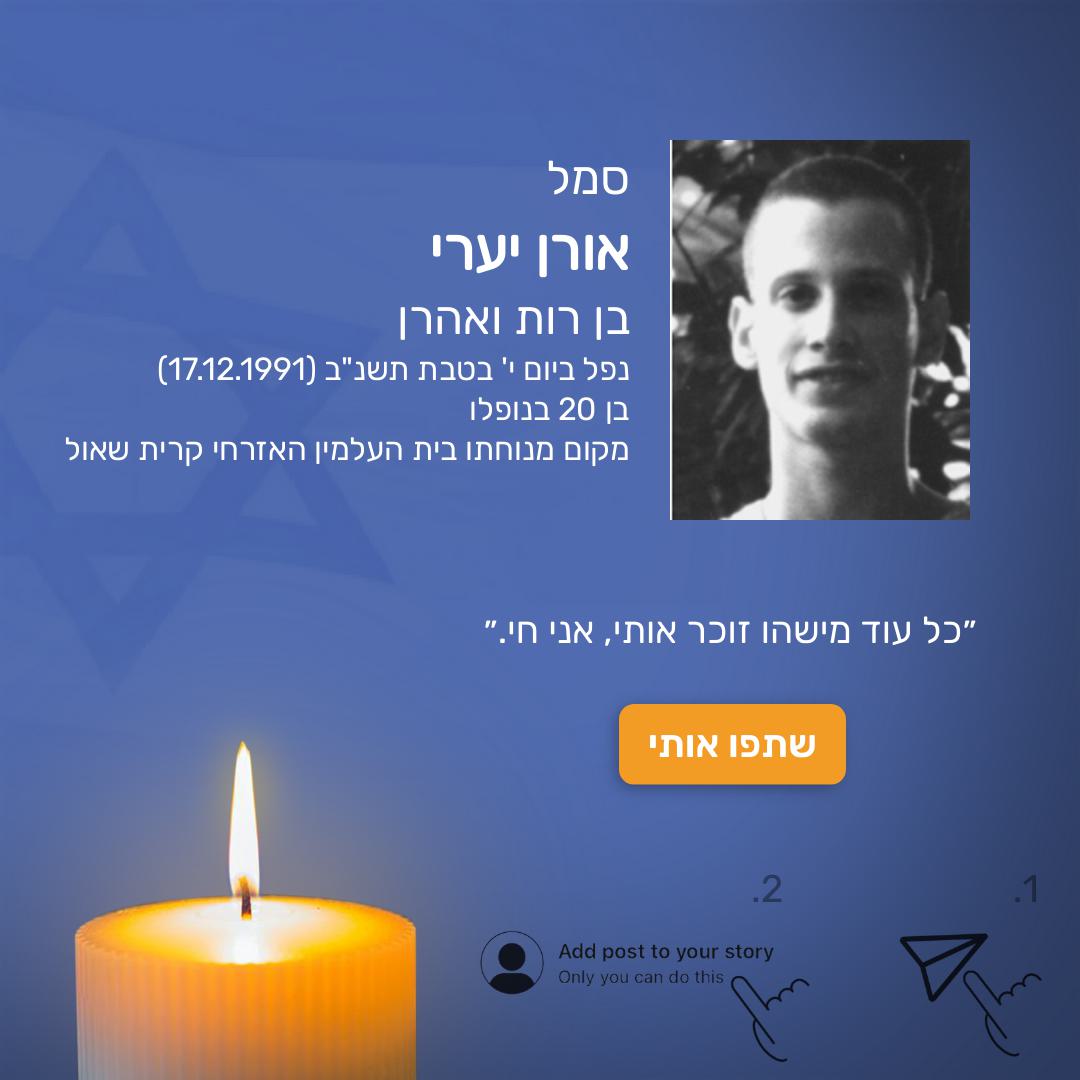 סמל
אורן יערי
בן רות ואהרן
נפל ביום י' בטבת תשנ"ב (17.12.1991)
בן 20 בנופלו
מקום מנוחתו בית העלמין האזרחי קרית שאול
״כל עוד מישהו זוכר אותי, אני חי.״
שתפו אותי
1.
2.
Add post to your story
Only you can do this